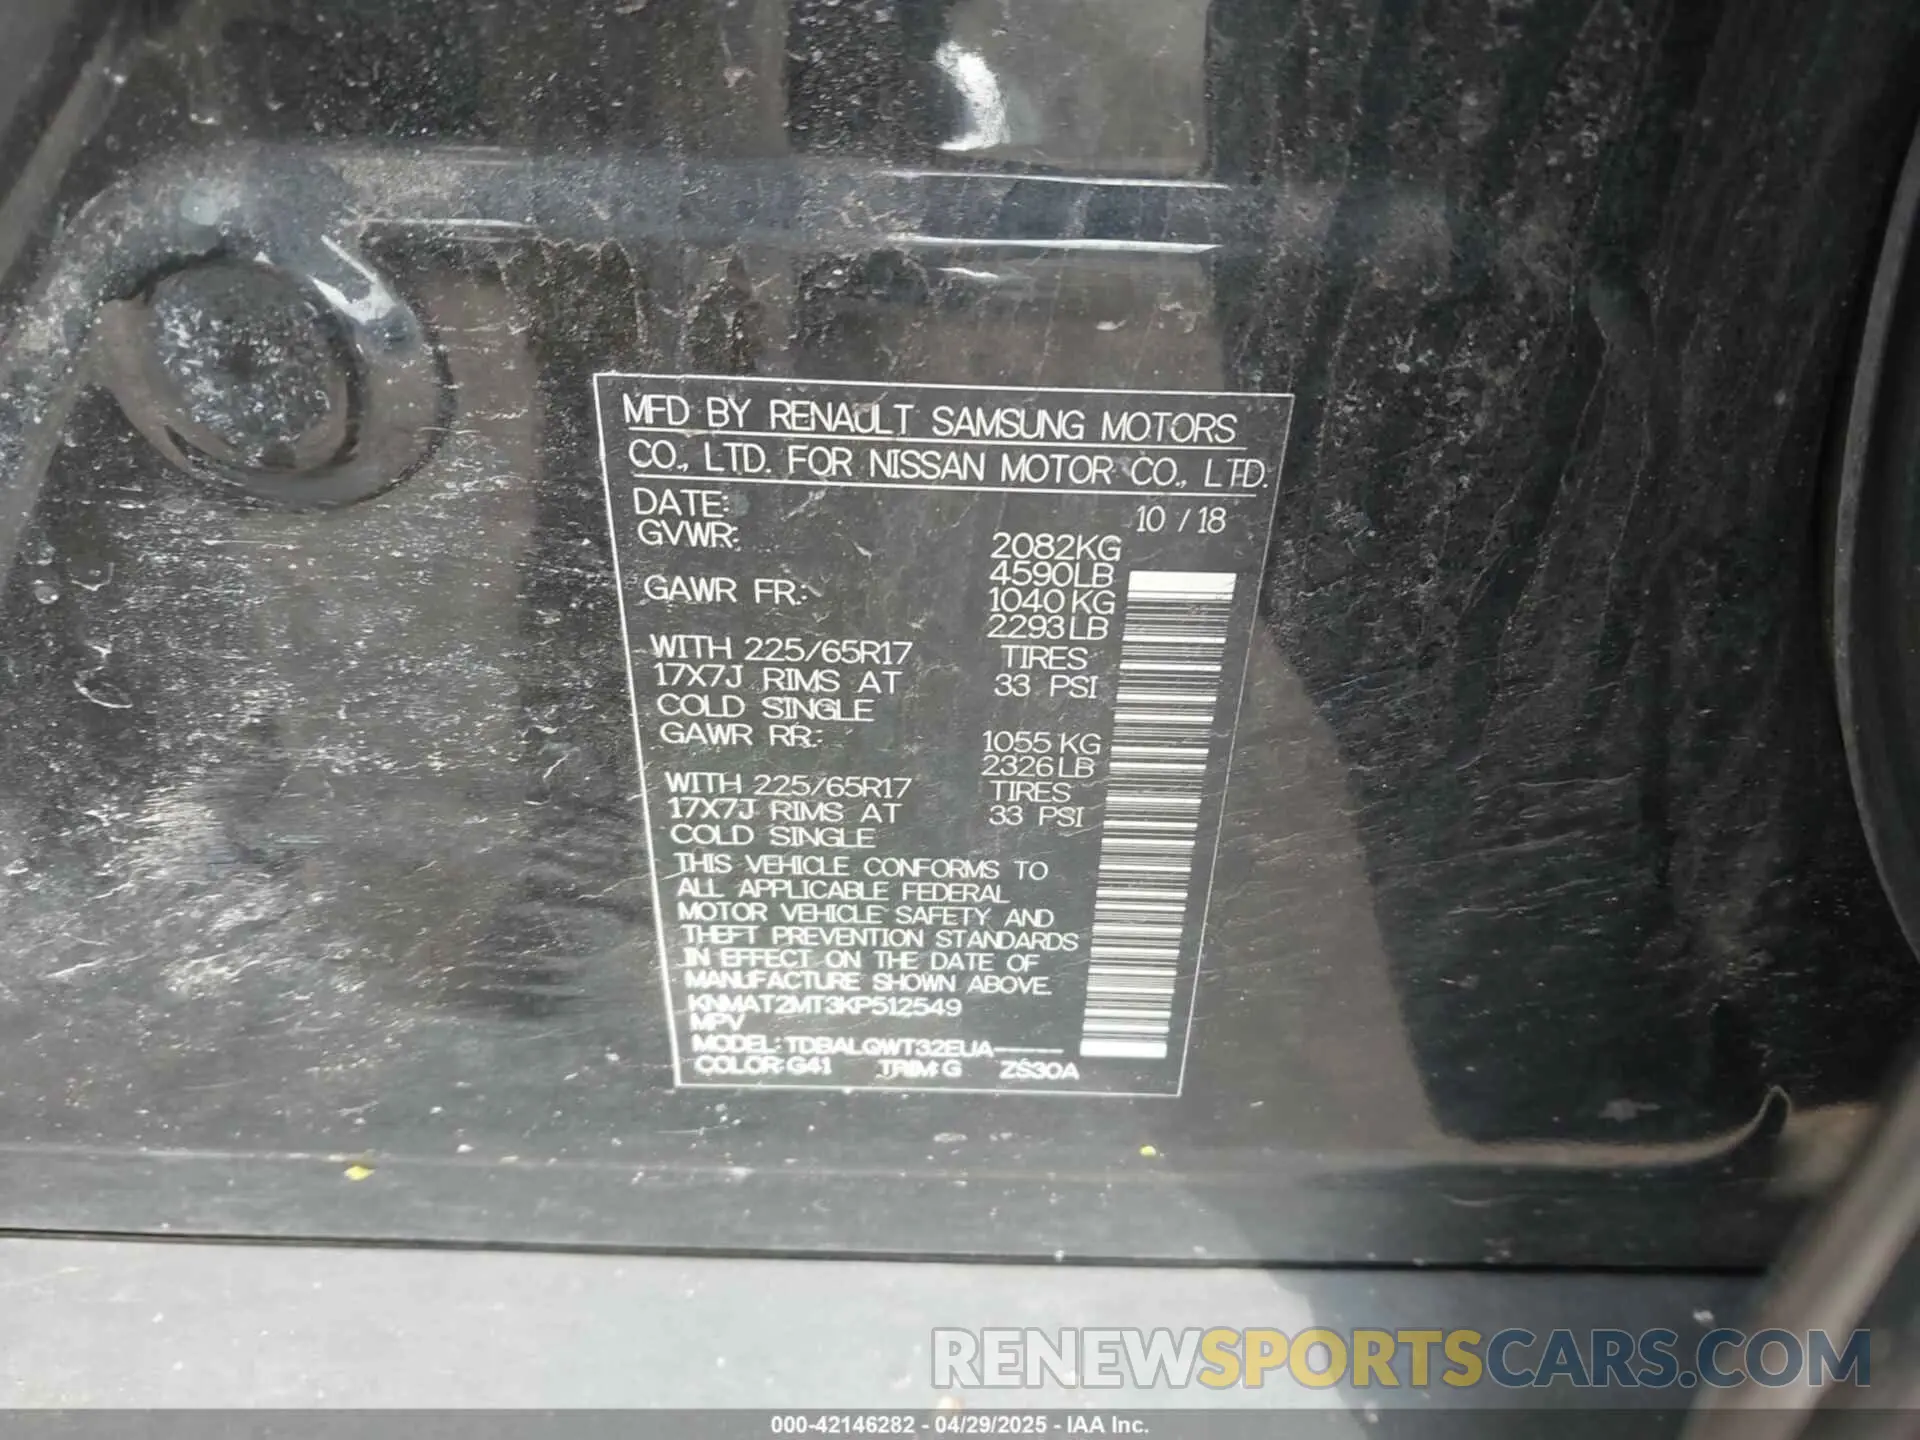 MFD BY RENAULT SAMSUNG MOTORS
CO., LTD. FOR NISSAN MOTOR CO., LTD.
DATE: 10 / 18
GVWR: 2082KG
4590LB
GAWR FR: 1040KG
2293LB
WITH 225/65R17 TIRES
17X7J RIMS AT 33 PSI
COLD SINGLE
GAWR RR: 1055KG
2326LB
WITH 225/65R17 TIRES
17X7J RIMS AT 33 PSI
COLD SINGLE
THIS VEHICLE CONFORMS TO
ALL APPLICABLE FEDERAL
MOTOR VEHICLE SAFETY AND
THEFT PREVENTION STANDARDS
IN EFFECT ON THE DATE OF
MANUFACTURE SHOWN ABOVE.
KNMAT2MT3KP512549
MPV
MODEL: TDBALGWT32EUA-----
COLOR: G41 TRIM: G ZS30A
RENEWSPORTSCARS.COM
000-42146282 - 04/29/2025 - IAA Inc.